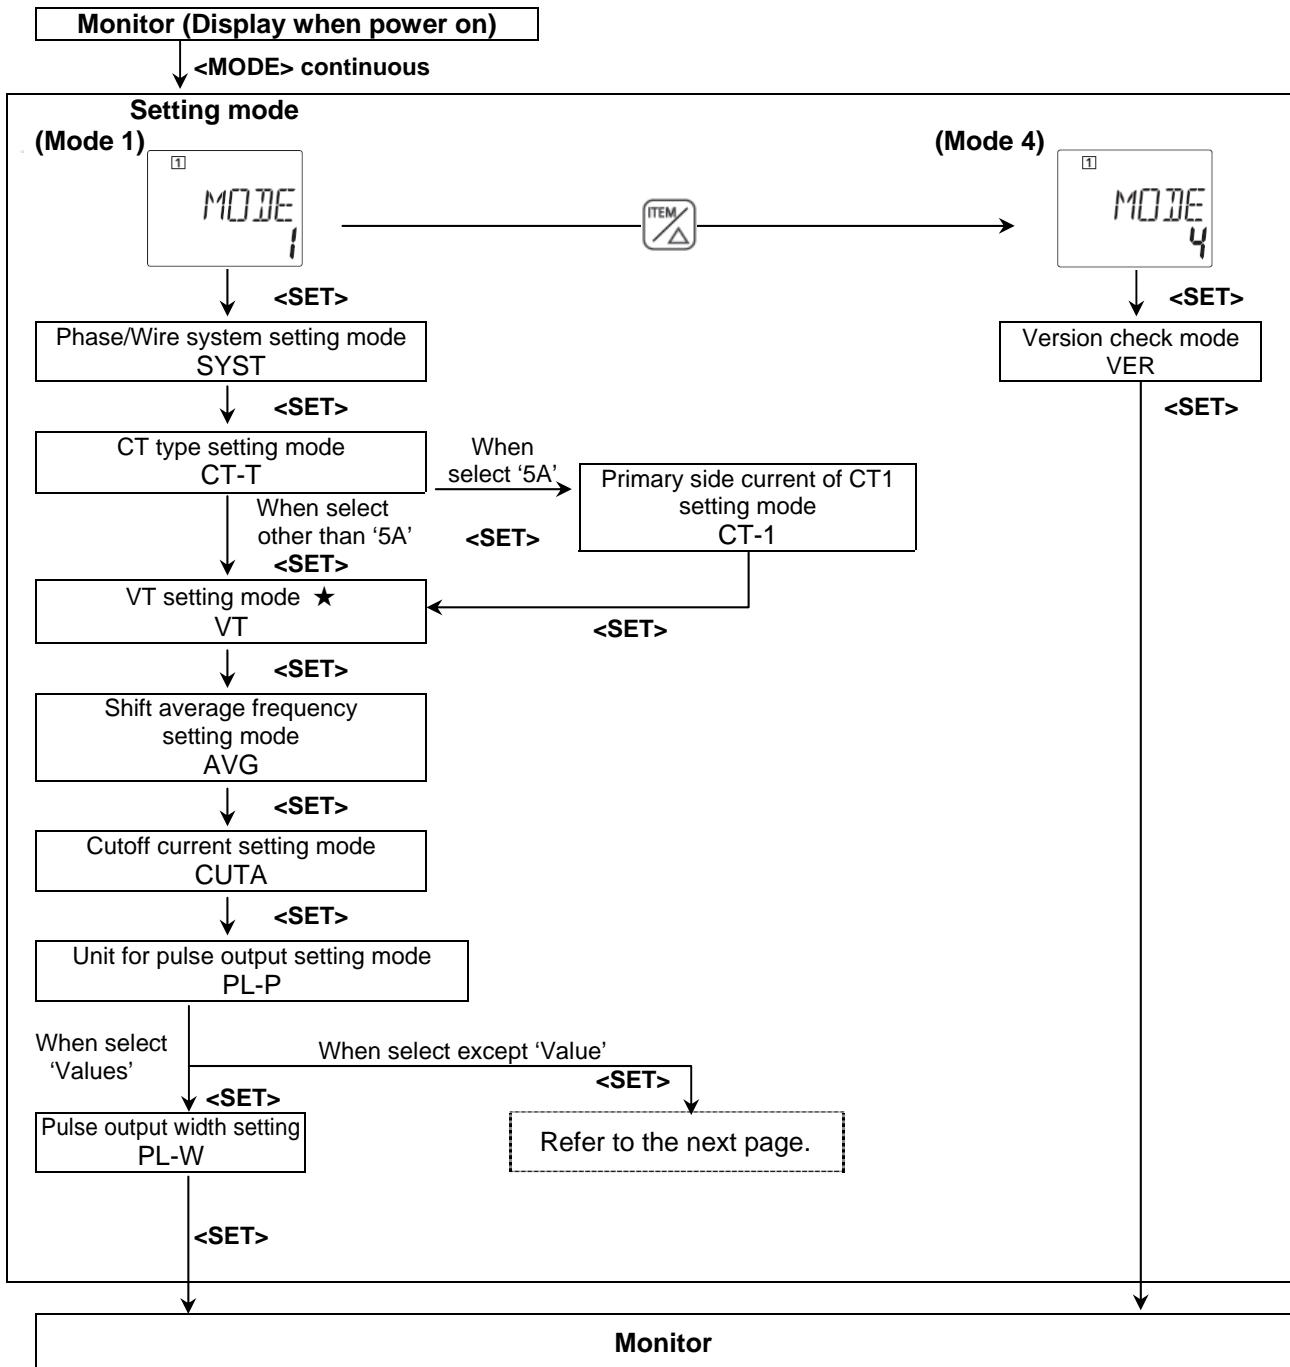 Monitor (Display when power on)
<MODE> continuous
Setting mode
(Mode 1)
(Mode 4)
1
MODE
1
ITEM
1
MODE
4
<SET>
<SET>
Phase/Wire system setting mode
SYST
Version check mode
VER
<SET>
<SET>
CT type setting mode
CT-T
When
select ‘5A’
<SET>
Primary side current of CT1
setting mode
CT-1
When select
other than ‘5A’
<SET>
VT setting mode ★
VT
<SET>
<SET>
Shift average frequency
setting mode
AVG
<SET>
Cutoff current setting mode
CUTA
<SET>
Unit for pulse output setting mode
PL-P
When select
‘Values’
When select except ‘Value’
<SET>
<SET>
Pulse output width setting
PL-W
Refer to the next page.
<SET>
Monitor